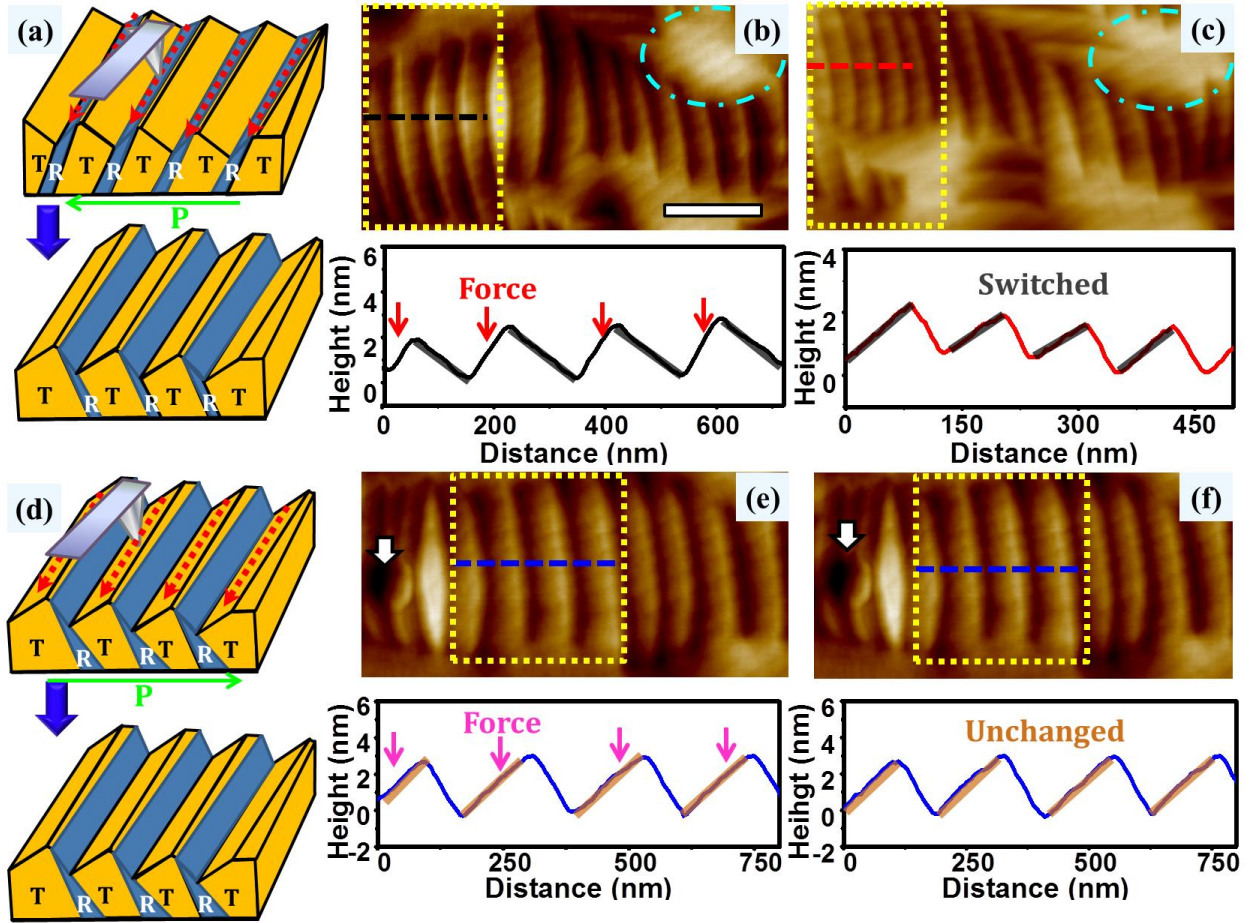 (a)
T R T R T R T R T
P
T R T R T R T
(b)
(c)
6
4
2
0
Height (nm)
Force
0 200 400 600
Distance (nm)
4
2
0
Height (nm)
Switched
0 150 300 450
Distance (nm)
(d)
T R T R T R T
P
T R T R T R T R
(e)
(f)
6
4
2
0
-2
Height (nm)
Force
0 250 500 750
Distance (nm)
6
4
2
0
-2
Heihgt (nm)
Unchanged
0 250 500 750
Distance (nm)